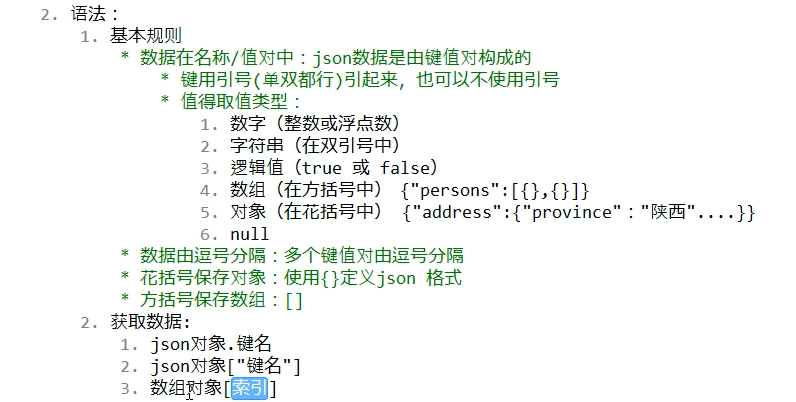 2. 语法：
1. 基本规则
* 数据在名称/值对中：json数据是由键值对构成的
* 键用引号(单双都行)引起来，也可以不使用引号
* 值得取值类型：
1. 数字（整数或浮点数）
2. 字符串（在双引号中）
3. 逻辑值（true 或 false）
4. 数组（在方括号中） {"persons":[{},{}]}
5. 对象（在花括号中） {"address":{"province"："陕西"....}}
6. null
* 数据由逗号分隔：多个键值对由逗号分隔
* 花括号保存对象：使用{}定义json 格式
* 方括号保存数组：[]
2. 获取数据:
1. json对象.键名
2. json对象["键名"]
3. 数组对象[索引]